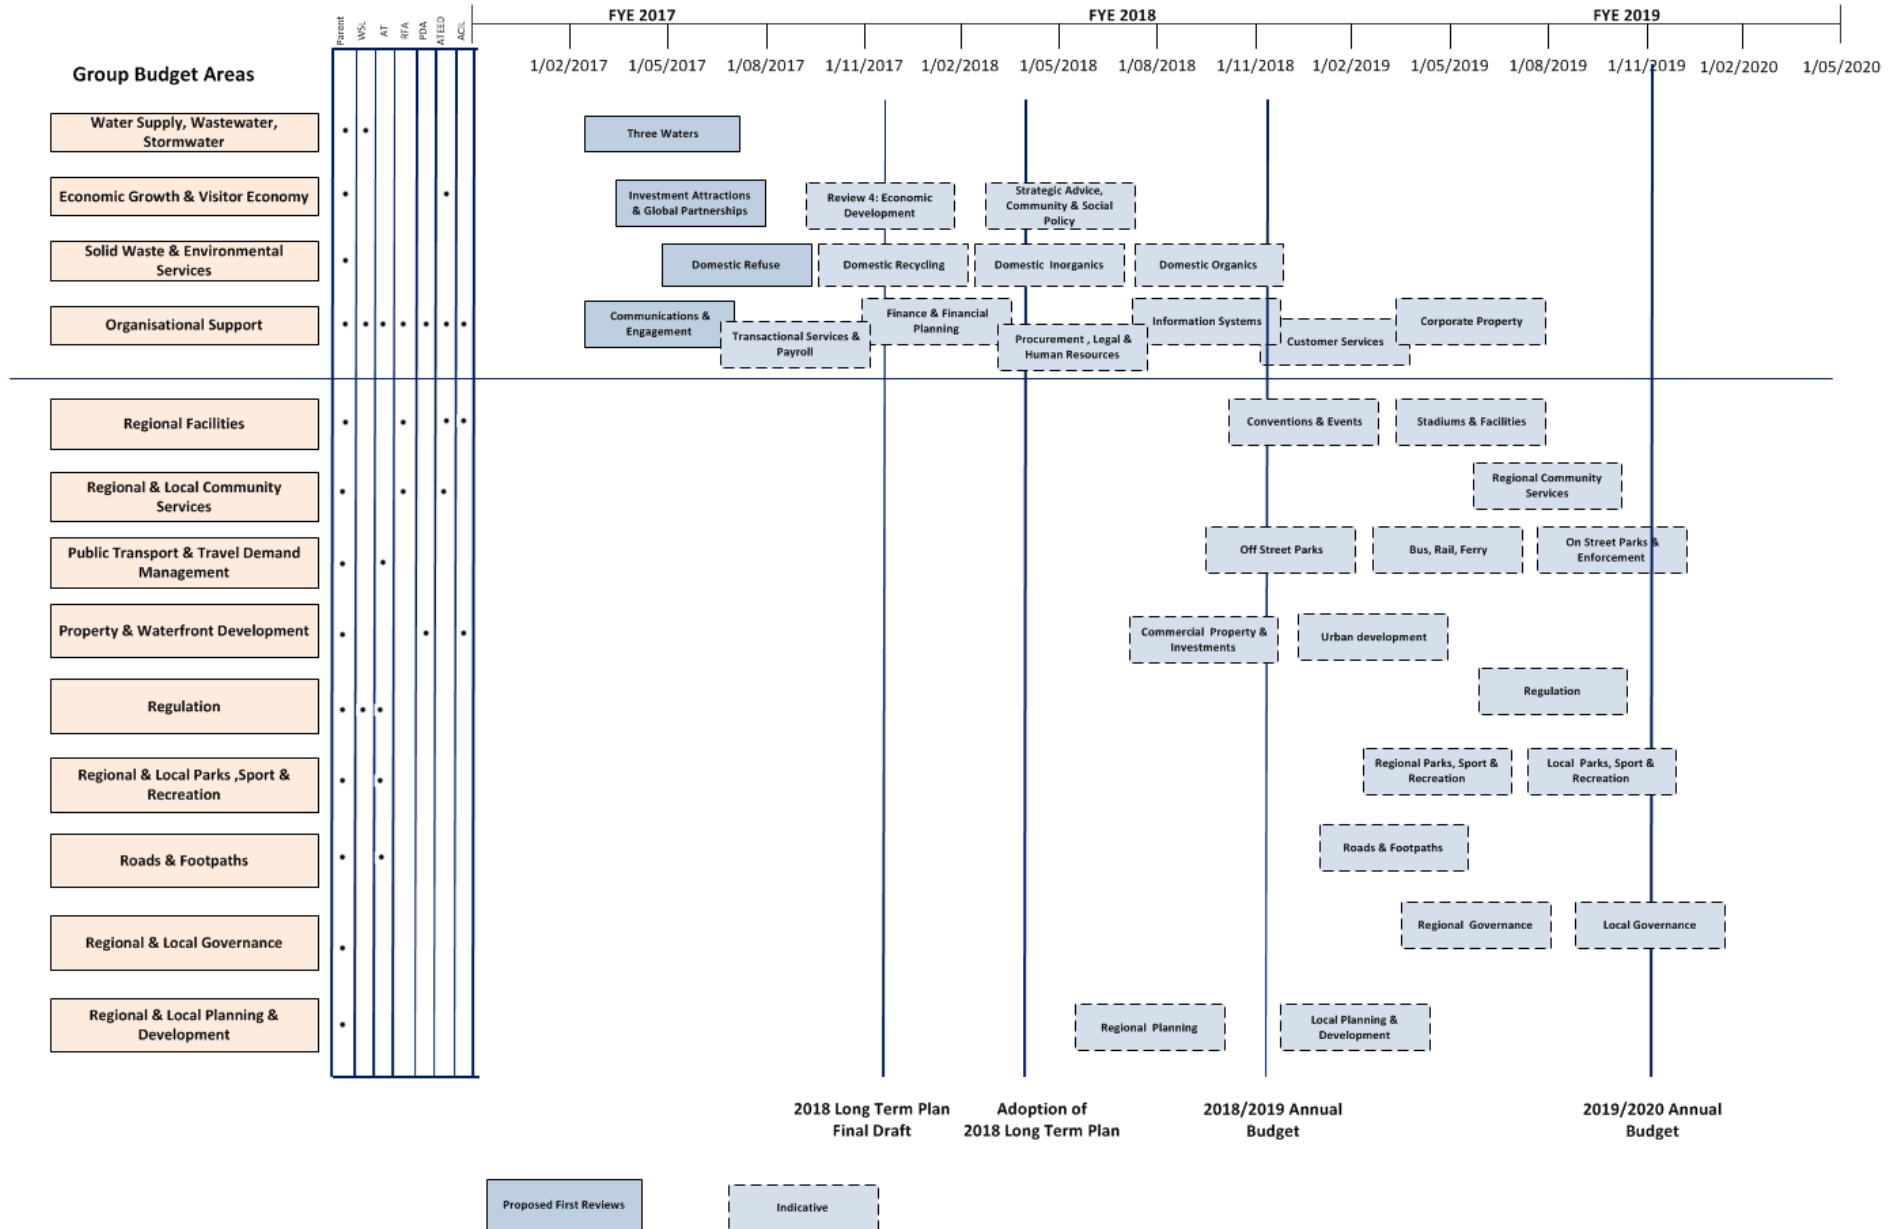 FYE 2017
FYE 2018
FYE 2019
Parent
WSL
AT
RFA
PDA
ATEED
ACIL
Group Budget Areas
1/02/2017
1/05/2017
1/08/2017
1/11/2017
1/02/2018
1/05/2018
1/08/2018
1/11/2018
1/02/2019
1/05/2019
1/08/2019
1/11/2019
1/02/2020
1/05/2020
Water Supply, Wastewater,
Stormwater
Three Waters
Economic Growth & Visitor Economy
Investment Attractions
& Global Partnerships
Review 4: Economic
Development
Strategic Advice,
Community & Social
Policy
Solid Waste & Environmental
Services
Domestic Refuse
Domestic Recycling
Domestic Inorganics
Domestic Organics
Organisational Support
Communications &
Engagement
Transactional Services &
Payroll
Finance & Financial
Planning
Procurement , Legal &
Human Resources
Information Systems
Customer Services
Corporate Property
Regional Facilities
Conventions & Events
Stadiums & Facilities
Regional & Local Community
Services
Regional Community
Services
Public Transport & Travel Demand
Management
Off Street Parks
Bus, Rail, Ferry
On Street Parks &
Enforcement
Property & Waterfront Development
Commercial Property &
Investments
Urban development
Regulation
Regulation
Regional & Local Parks ,Sport &
Recreation
Regional Parks, Sport &
Recreation
Local Parks, Sport &
Recreation
Roads & Footpaths
Roads & Footpaths
Regional & Local Governance
Regional Governance
Local Governance
Regional & Local Planning &
Development
Regional Planning
Local Planning &
Development
2018 Long Term Plan
Final Draft
Adoption of
2018 Long Term Plan
2018/2019 Annual
Budget
2019/2020 Annual
Budget
Proposed First Reviews
Indicative